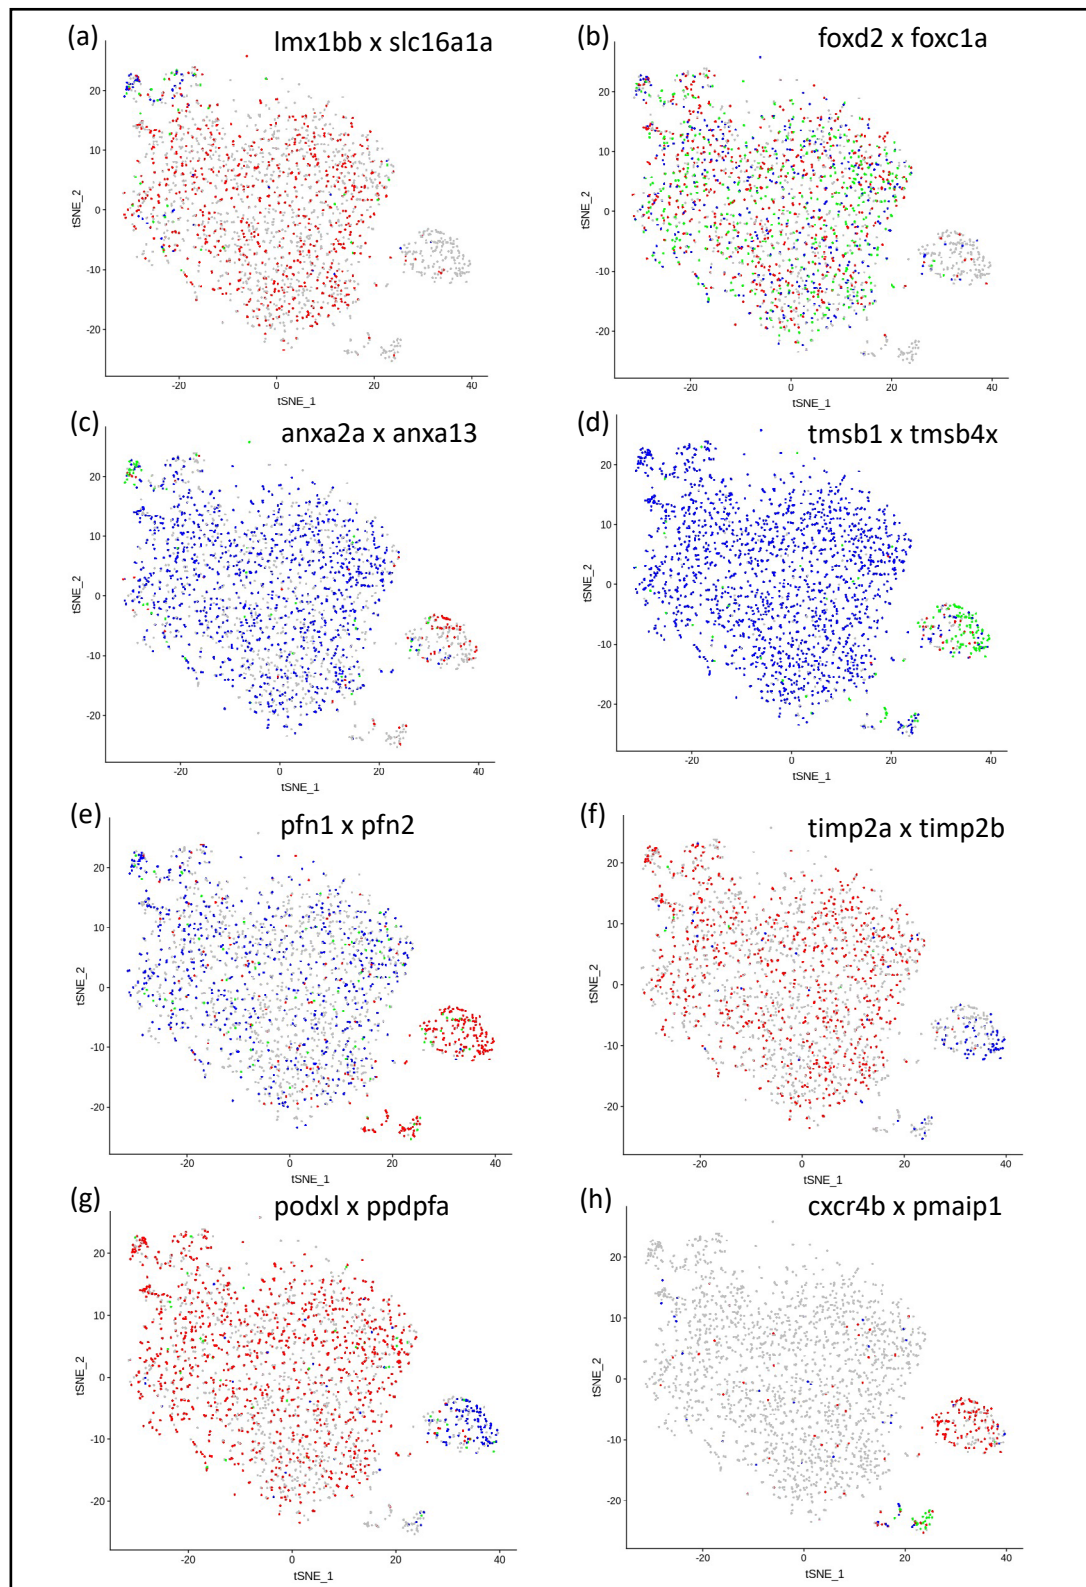 (a) lmx1bb x slc16a1a
20
10
0
-10
-20
tSNE_2
-20 0 20 40
tSNE_1
(b) foxd2 x foxc1a
20
10
0
-10
-20
tSNE_2
-20 0 20 40
tSNE_1
(c) anxa2a x anxa13
20
10
0
-10
-20
tSNE_2
-20 0 20 40
tSNE_1
(d) tmsb1 x tmsb4x
20
10
0
-10
-20
tSNE_2
-20 0 20 40
tSNE_1
(e) pfn1 x pfn2
20
10
0
-10
-20
tSNE_2
-20 0 20 40
tSNE_1
(f) timp2a x timp2b
20
10
0
-10
-20
tSNE_2
-20 0 20 40
tSNE_1
(g) podxl x ppdpfa
20
10
0
-10
-20
tSNE_2
-20 0 20 40
tSNE_1
(h) cxcr4b x pmaip1
20
10
0
-10
-20
tSNE_2
-20 0 20 40
tSNE_1